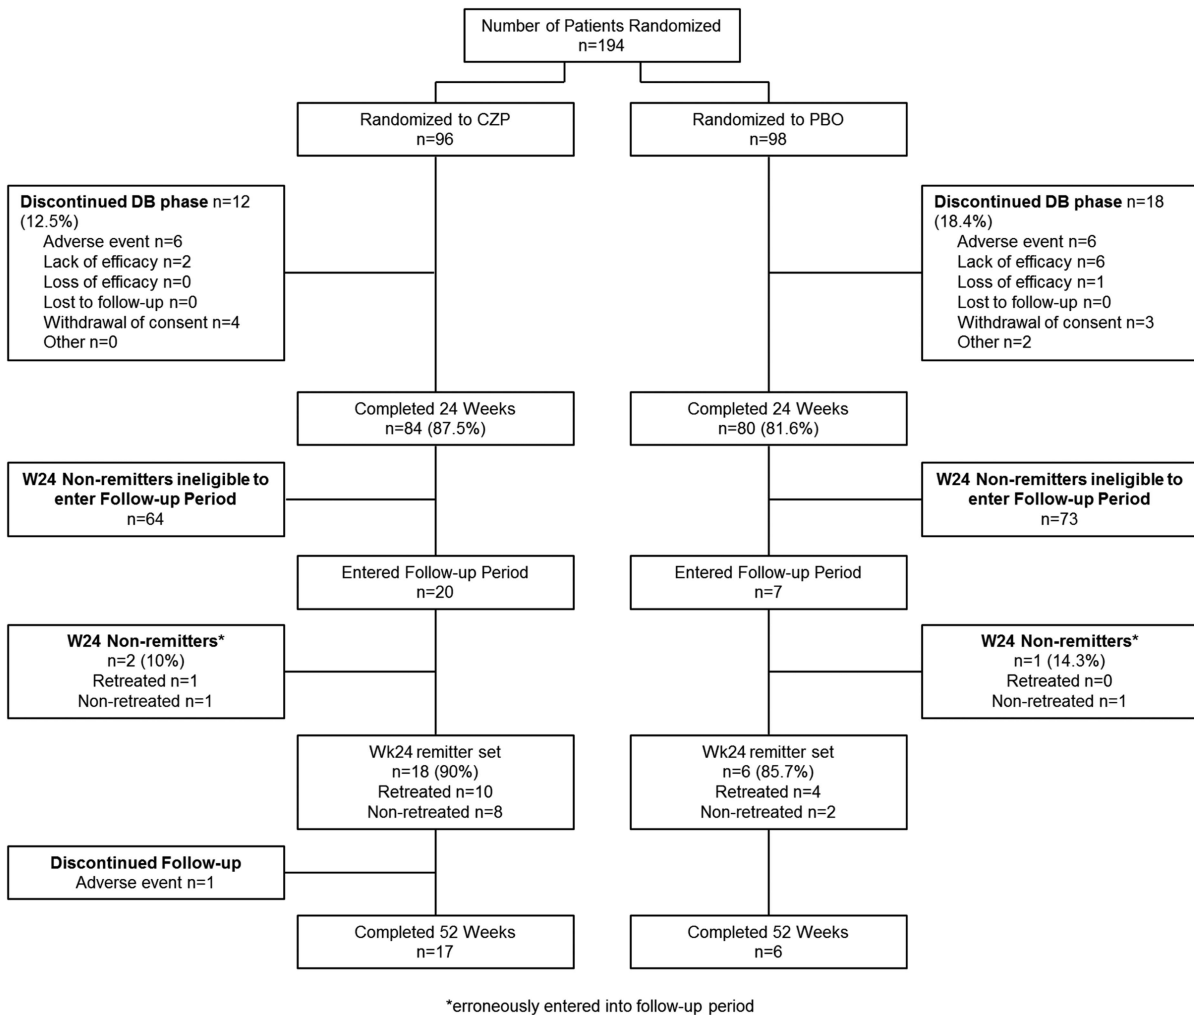 Number of Patients Randomized
n=194
Randomized to CZP
n=96
Randomized to PBO
n=98
Discontinued DB phase n=12
(12.5%)
Adverse event n=6
Lack of efficacy n=2
Loss of efficacy n=0
Lost to follow-up n=0
Withdrawal of consent n=4
Other n=0
Discontinued DB phase n=18
(18.4%)
Adverse event n=6
Lack of efficacy n=6
Loss of efficacy n=1
Lost to follow-up n=0
Withdrawal of consent n=3
Other n=2
Completed 24 Weeks
n=84 (87.5%)
Completed 24 Weeks
n=80 (81.6%)
W24 Non-remitters ineligible to
enter Follow-up Period
n=64
W24 Non-remitters ineligible to
enter Follow-up Period
n=73
Entered Follow-up Period
n=20
Entered Follow-up Period
n=7
W24 Non-remitters*
n=2 (10%)
Retreated n=1
Non-retreated n=1
W24 Non-remitters*
n=1 (14.3%)
Retreated n=0
Non-retreated n=1
Wk24 remitter set
n=18 (90%)
Retreated n=10
Non-retreated n=8
Wk24 remitter set
n=6 (85.7%)
Retreated n=4
Non-retreated n=2
Discontinued Follow-up
Adverse event n=1
Completed 52 Weeks
n=17
Completed 52 Weeks
n=6
*erroneously entered into follow-up period